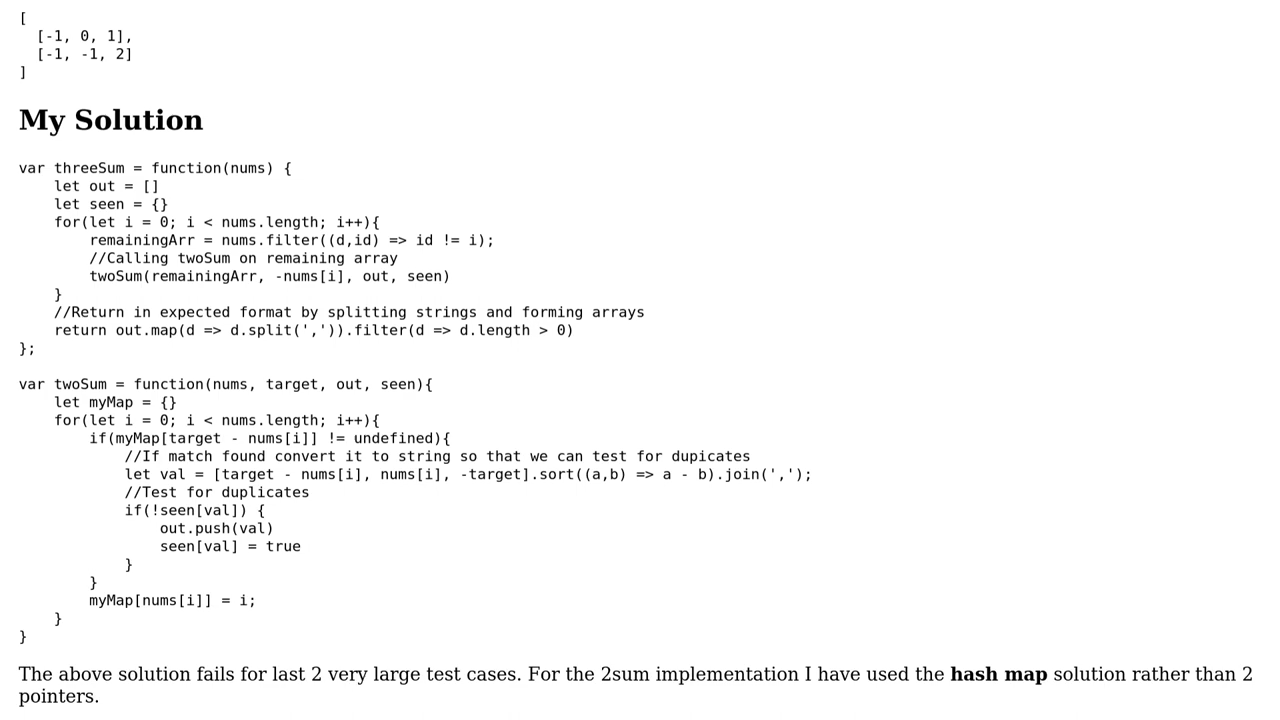 [
  [-1, 0, 1],
  [-1, -1, 2]
]
My Solution
var threeSum = function(nums) {
    let out = []
    let seen = {}
    for(let i = 0; i < nums.length; i++){
        remainingArr = nums.filter((d,id) => id != i);
        //Calling twoSum on remaining array
        twoSum(remainingArr, -nums[i], out, seen)
    }
    //Return in expected format by splitting strings and forming arrays
    return out.map(d => d.split(',')).filter(d => d.length > 0)
};
var twoSum = function(nums, target, out, seen){
    let myMap = {}
    for(let i = 0; i < nums.length; i++){
        if(myMap[target - nums[i]] != undefined){
            //If match found convert it to string so that we can test for dupicates
            let val = [target - nums[i], nums[i], -target].sort((a,b) => a - b).join(',');
            //Test for duplicates
            if(!seen[val]) {
                out.push(val)
                seen[val] = true
            }
        }
        myMap[nums[i]] = i;
    }
}
The above solution fails for last 2 very large test cases. For the 2sum implementation I have used the hash map solution rather than 2
pointers.